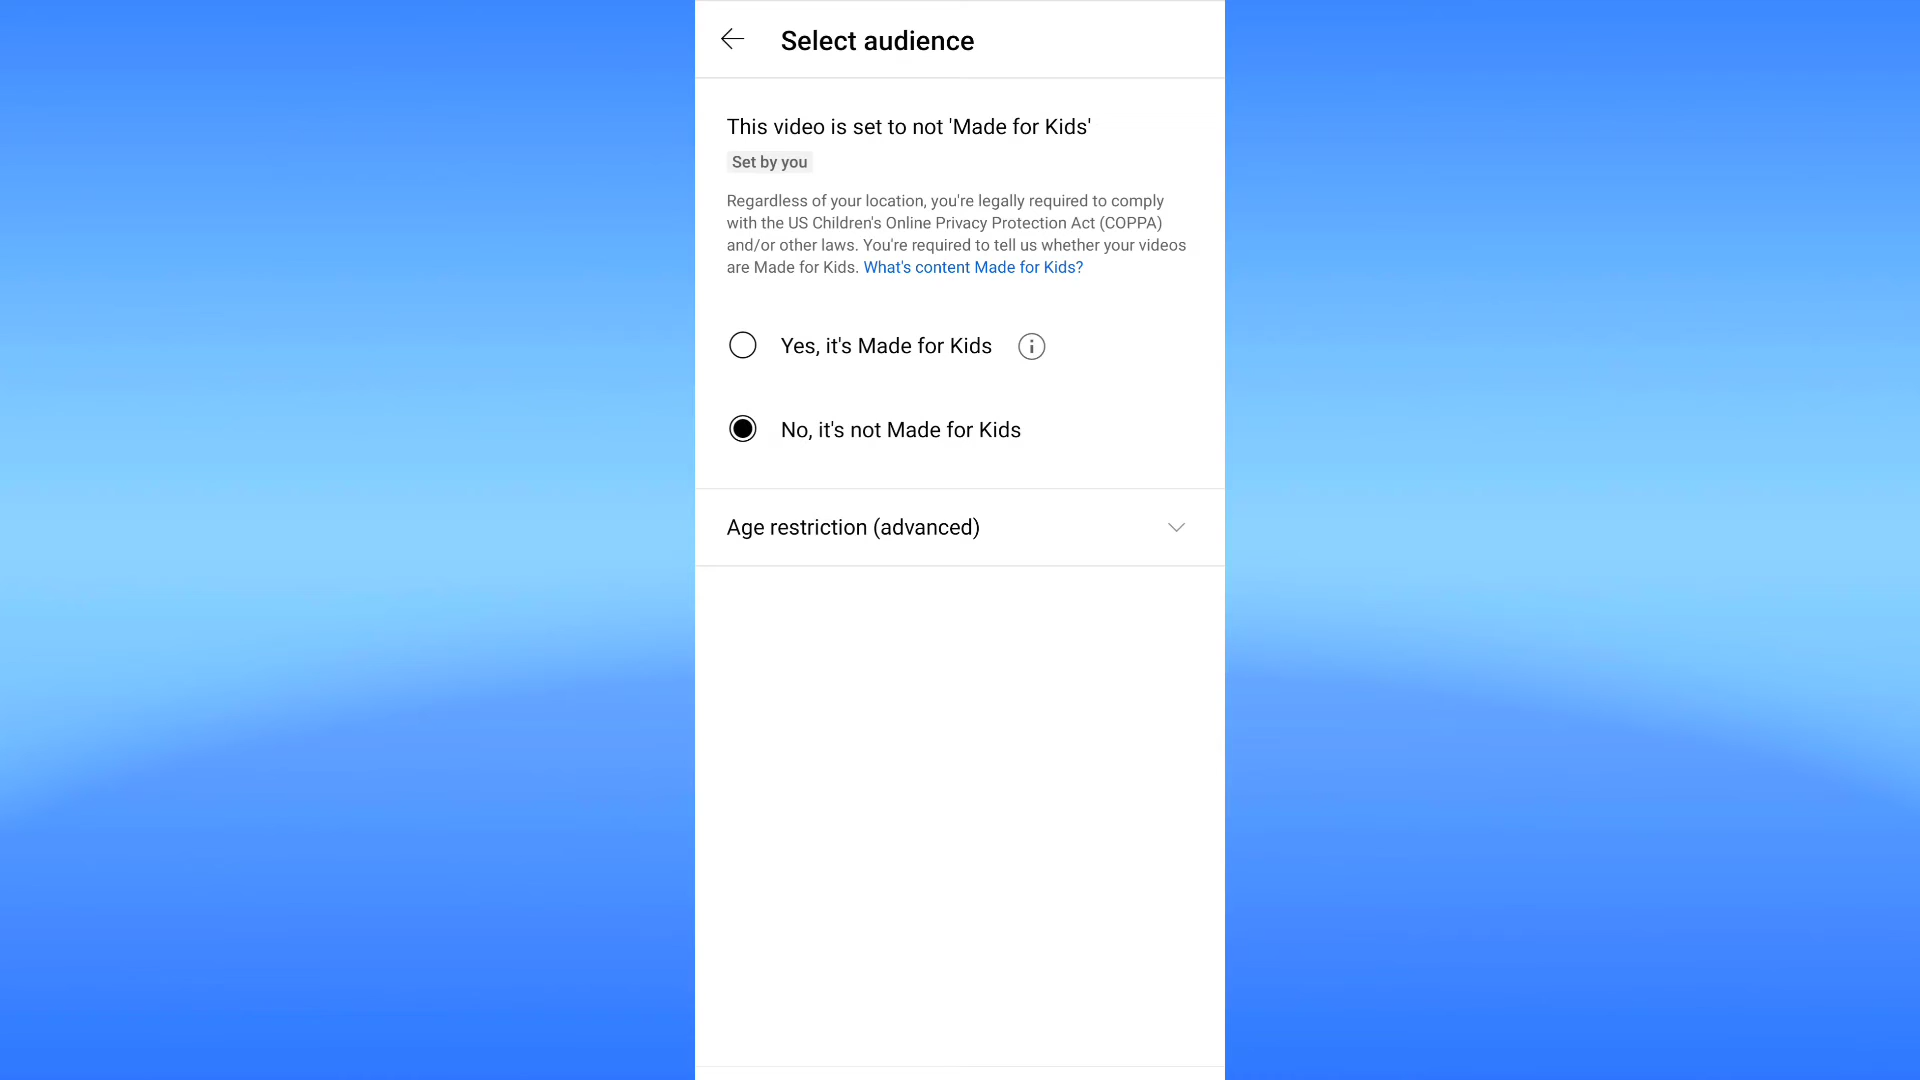 Select audience
This video is set to not 'Made for Kids'
Set by you
Regardless of your location, you're legally required to comply
with the US Children's Online Privacy Protection Act (COPPA)
and/or other laws. You're required to tell us whether your videos
are Made for Kids. What's content Made for Kids?
Yes, it's Made for Kids
No, it's not Made for Kids
Age restriction (advanced)